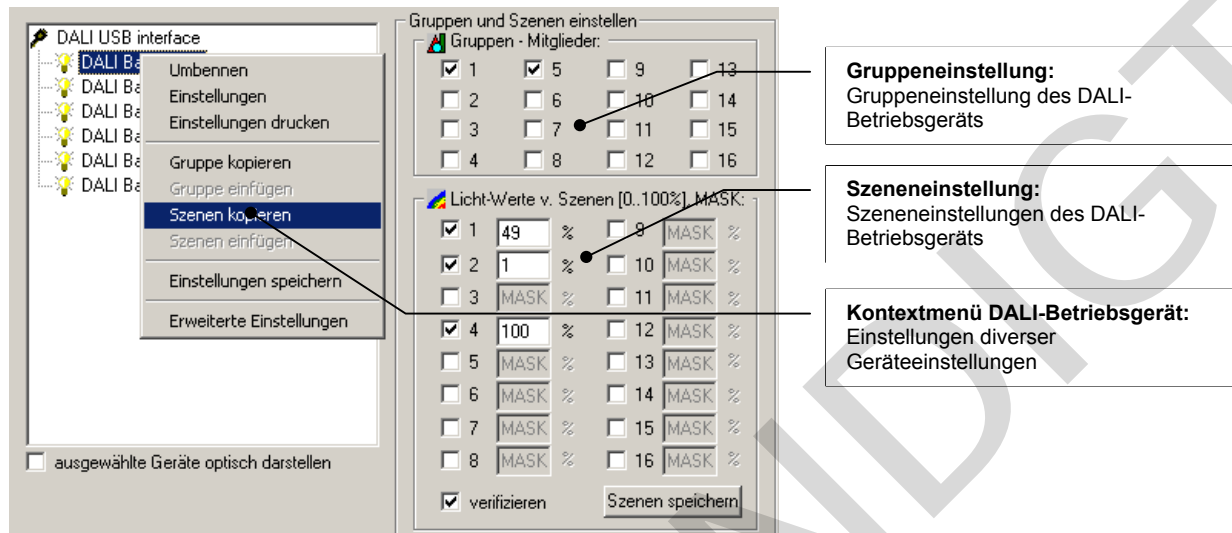 DALI USB interface
DALI Ba
DALI Ba
DALI Ba
DALI Ba
DALI Ba
DALI Ba
Umbennen
Einstellungen
Einstellungen drucken
Gruppe kopieren
Gruppe einfügen
Szenen kopieren
Szenen einfügen
Einstellungen speichern
Erweiterte Einstellungen
ausgewählte Geräte optisch darstellen
Gruppen und Szenen einstellen
Gruppen - Mitglieder:
1 5 9 13
2 6 10 14
3 7 11 15
4 8 12 16
Licht-Werte v. Szenen [0..100%], MASK:
1 49 % 9 MASK %
2 1 % 10 MASK %
3 MASK % 11 MASK %
4 100 % 12 MASK %
5 MASK % 13 MASK %
6 MASK % 14 MASK %
7 MASK % 15 MASK %
8 MASK % 16 MASK %
verifizieren Szenen speichern
Gruppeneinstellung:
Gruppeneinstellung des DALI-
Betriebsgeräts
Szeneneinstellung:
Szeneneinstellungen des DALI-
Betriebsgeräts
Kontextmenü DALI-Betriebsgerät:
Einstellungen diverser
Geräteeinstellungen